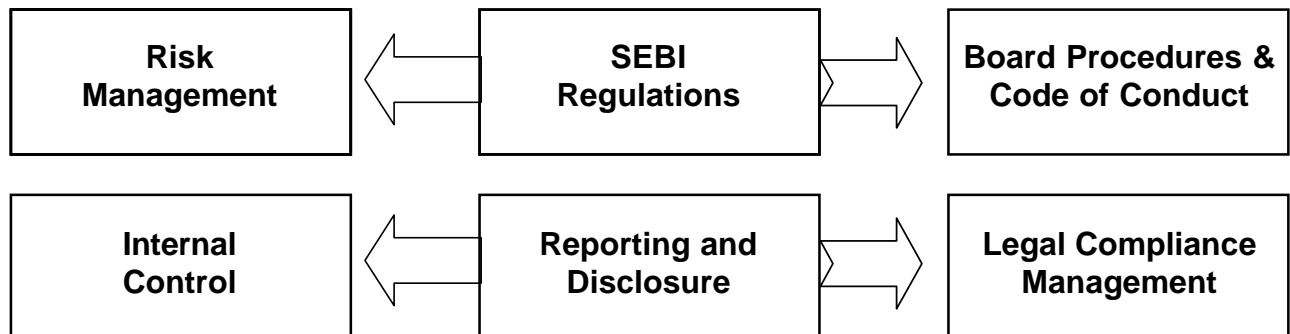 Risk
Management
SEBI
Regulations
Board Procedures &
Code of Conduct
Internal
Control
Reporting and
Disclosure
Legal Compliance
Management